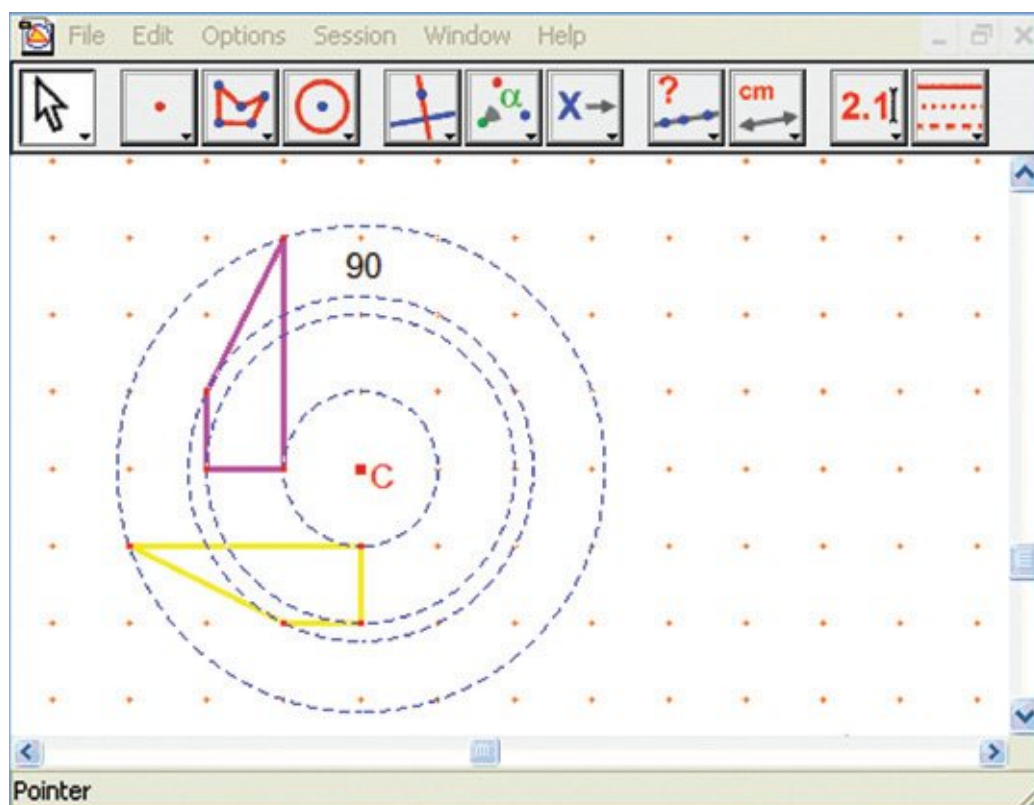 File Edit Options Session Window Help
? cm
α X 2.1
90
C
Pointer